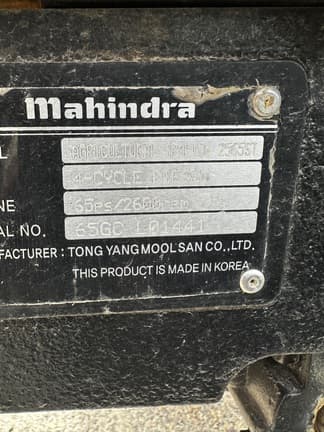 Mahindra
L 2565ST
4-CYCLE
NE 65ps/2600rpm
AL NO. 65GC-L01441
FACTURER : TONG YANG MOOL SAN CO., LTD.
THIS PRODUCT IS MADE IN KOREA